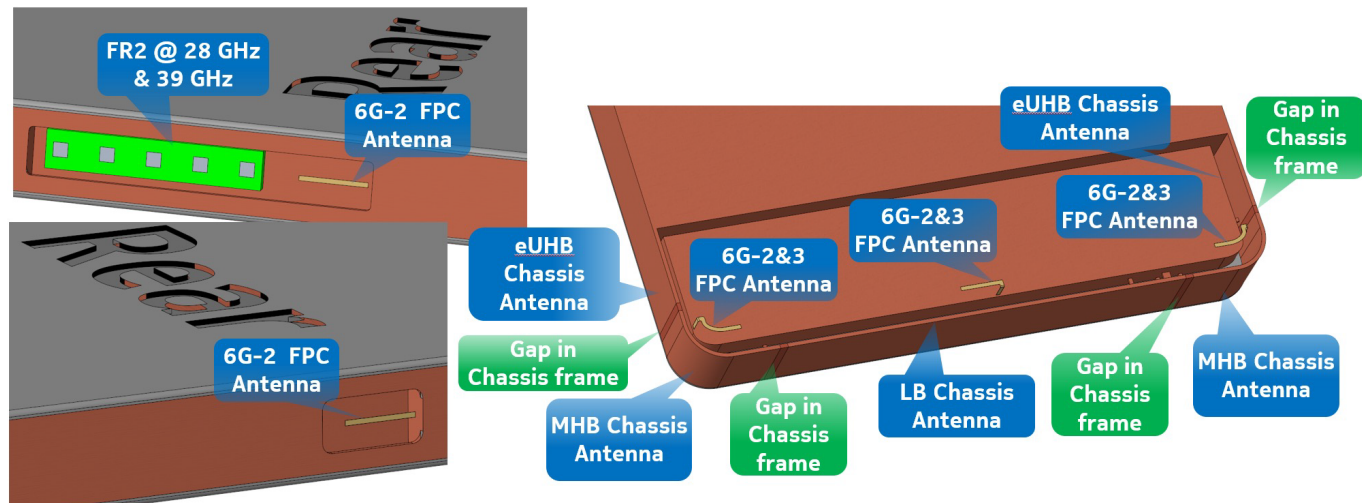 Rear
FR2 @ 28 GHz
& 39 GHz
6G-2 FPC
Antenna
Rear
6G-2 FPC
Antenna
eUHB Chassis
Antenna
Gap in
Chassis
frame
6G-2&3
FPC Antenna
6G-2&3
FPC Antenna
6G-2&3
FPC Antenna
eUHB
Chassis
Antenna
Gap in
Chassis frame
MHB Chassis
Antenna
Gap in
Chassis
frame
LB Chassis
Antenna
Gap in
Chassis
frame
MHB Chassis
Antenna